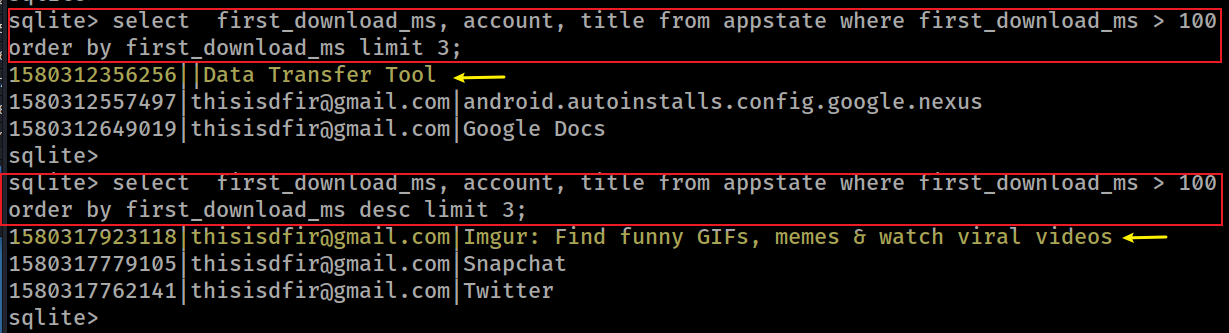 sqlite>
sqlite> select  first_download_ms, account, title from appstate where first_download_ms > 100
order by first_download_ms limit 3;
1580312356256||Data Transfer Tool
1580312557497|thisisdfir@gmail.com|android.autoinstalls.config.google.nexus
1580312649019|thisisdfir@gmail.com|Google Docs
sqlite>
sqlite> select  first_download_ms, account, title from appstate where first_download_ms > 100
order by first_download_ms desc limit 3;
1580317923118|thisisdfir@gmail.com|Imgur: Find funny GIFs, memes & watch viral videos
1580317779105|thisisdfir@gmail.com|Snapchat
1580317762141|thisisdfir@gmail.com|Twitter
sqlite>